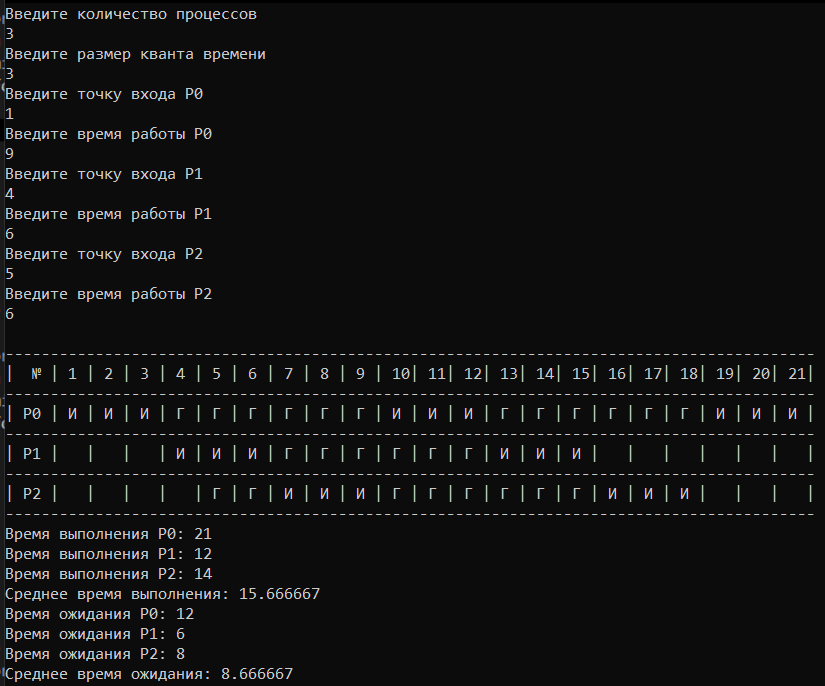 Введите количество процессов
3
Введите размер кванта времени
3
Введите точку входа P0
1
Введите время работы P0
9
Введите точку входа P1
4
Введите время работы P1
6
Введите точку входа P2
5
Введите время работы P2
6
------------------------------------------------------------------------------------------
|  № | 1 | 2 | 3 | 4 | 5 | 6 | 7 | 8 | 9 | 10| 11| 12| 13| 14| 15| 16| 17| 18| 19| 20| 21|
------------------------------------------------------------------------------------------
| P0 | И | И | И | Г | Г | Г | Г | Г | Г | И | И | И | Г | Г | Г | Г | Г | Г | И | И | И |
------------------------------------------------------------------------------------------
| P1 |   |   |   | И | И | И | Г | Г | Г | Г | Г | Г | И | И | И |   |   |   |   |   |   |
------------------------------------------------------------------------------------------
| P2 |   |   |   |   | Г | Г | И | И | И | Г | Г | Г | Г | Г | Г | И | И | И |   |   |   |
------------------------------------------------------------------------------------------
Время выполнения P0: 21
Время выполнения P1: 12
Время выполнения P2: 14
Среднее время выполнения: 15.666667
Время ожидания P0: 12
Время ожидания P1: 6
Время ожидания P2: 8
Среднее время ожидания: 8.666667